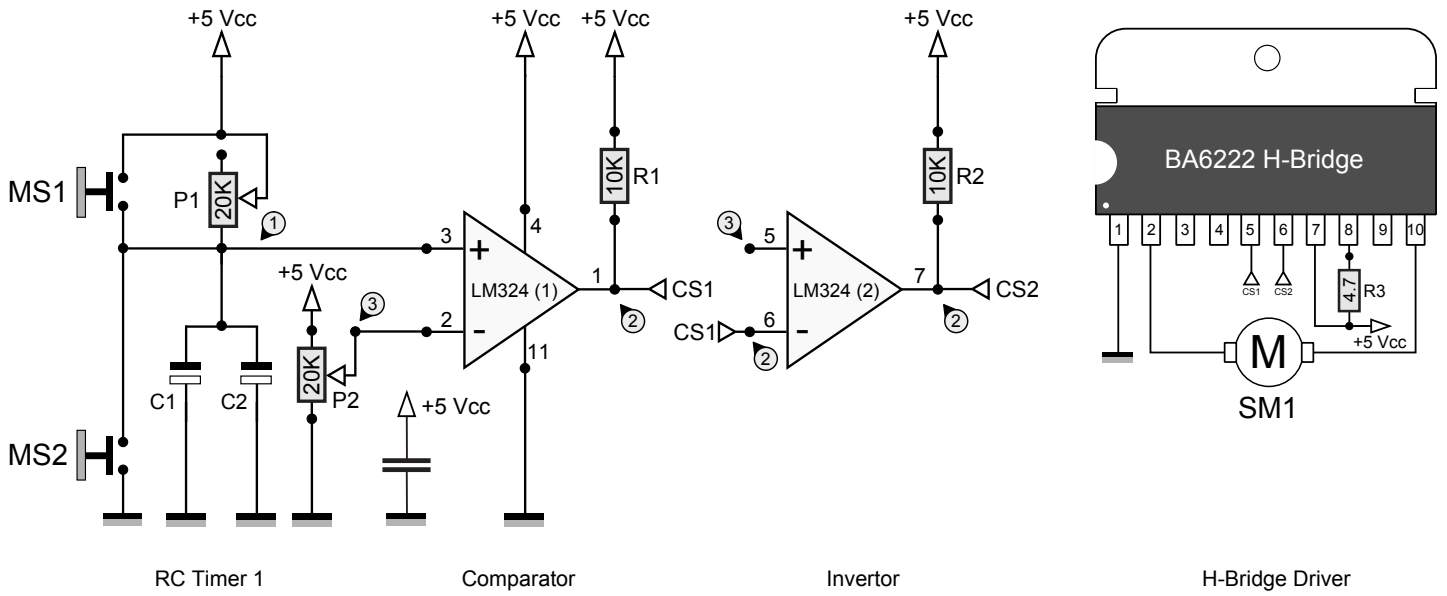 +5 Vcc
+5 Vcc
+5 Vcc
+5 Vcc
MS1
P1
20K
1
10K
R1
10K
R2
BA6222 H-Bridge
1 2 3 4 5 6 7 8 9 10
3
+
4
LM324 (1)
1
CS1
2
-
11
2
3
5
+
LM324 (2)
7
CS2
CS1
6
-
2
2
+5 Vcc
3
20K
P2
+5 Vcc
C1
C2
MS2
CS1
CS2
4.7
R3
+5 Vcc
M
SM1
RC Timer 1
Comparator
Invertor
H-Bridge Driver